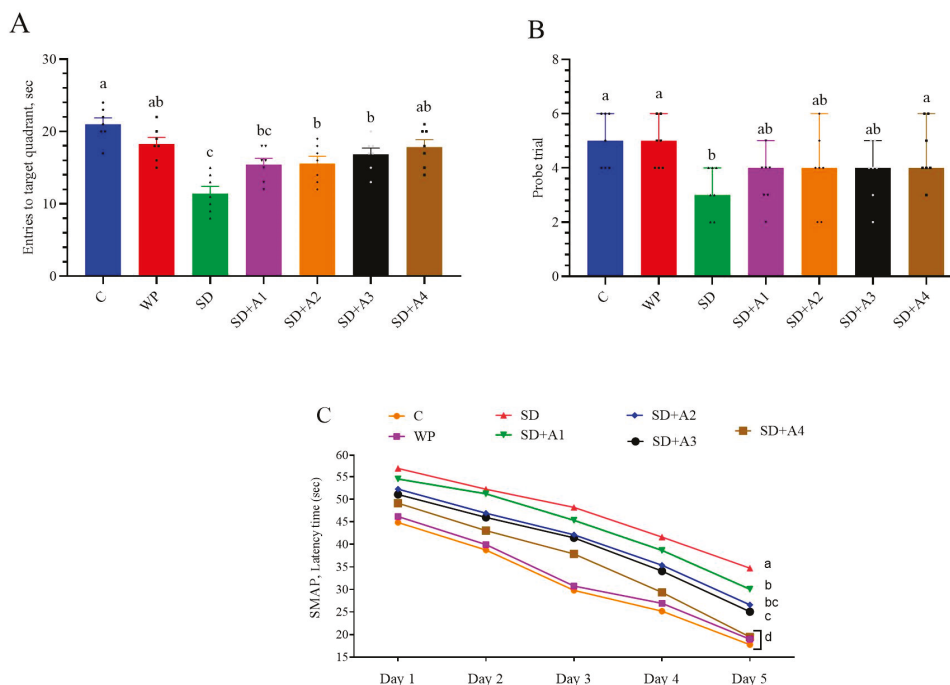 A
Entries to target quadrant, sec
30
20
10
0
a
ab
c
bc
b
b
ab
C
WP
SD
SD+A1
SD+A2
SD+A3
SD+A4
B
Probe trial
8
6
4
2
0
a
a
b
ab
ab
ab
a
C
WP
SD
SD+A1
SD+A2
SD+A3
SD+A4
C
C
SD
SD+A2
SD+A4
WP
SD+A1
SD+A3
SMAP, Latency time (sec)
60
55
50
45
40
35
30
25
20
15
a
b
bc
c
d
Day 1 Day 2 Day 3 Day 4 Day 5